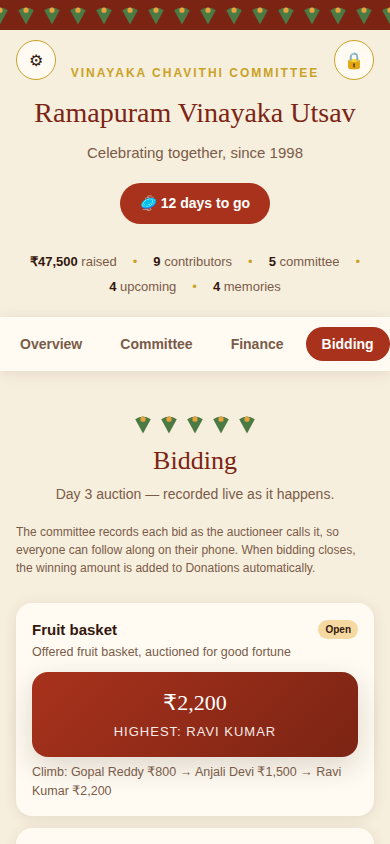 VINAYAKA CHAVITHI COMMITTEE
Ramapuram Vinayaka Utsav
Celebrating together, since 1998
12 days to go
₹47,500 raised • 9 contributors • 5 committee •
4 upcoming • 4 memories
Overview Committee Finance Bidding
Bidding
Day 3 auction — recorded live as it happens.
The committee records each bid as the auctioneer calls it, so
everyone can follow along on their phone. When bidding closes,
the winning amount is added to Donations automatically.
Fruit basket Open
Offered fruit basket, auctioned for good fortune
₹2,200
HIGHEST: RAVI KUMAR
Climb: Gopal Reddy ₹800 → Anjali Devi ₹1,500 → Ravi
Kumar ₹2,200